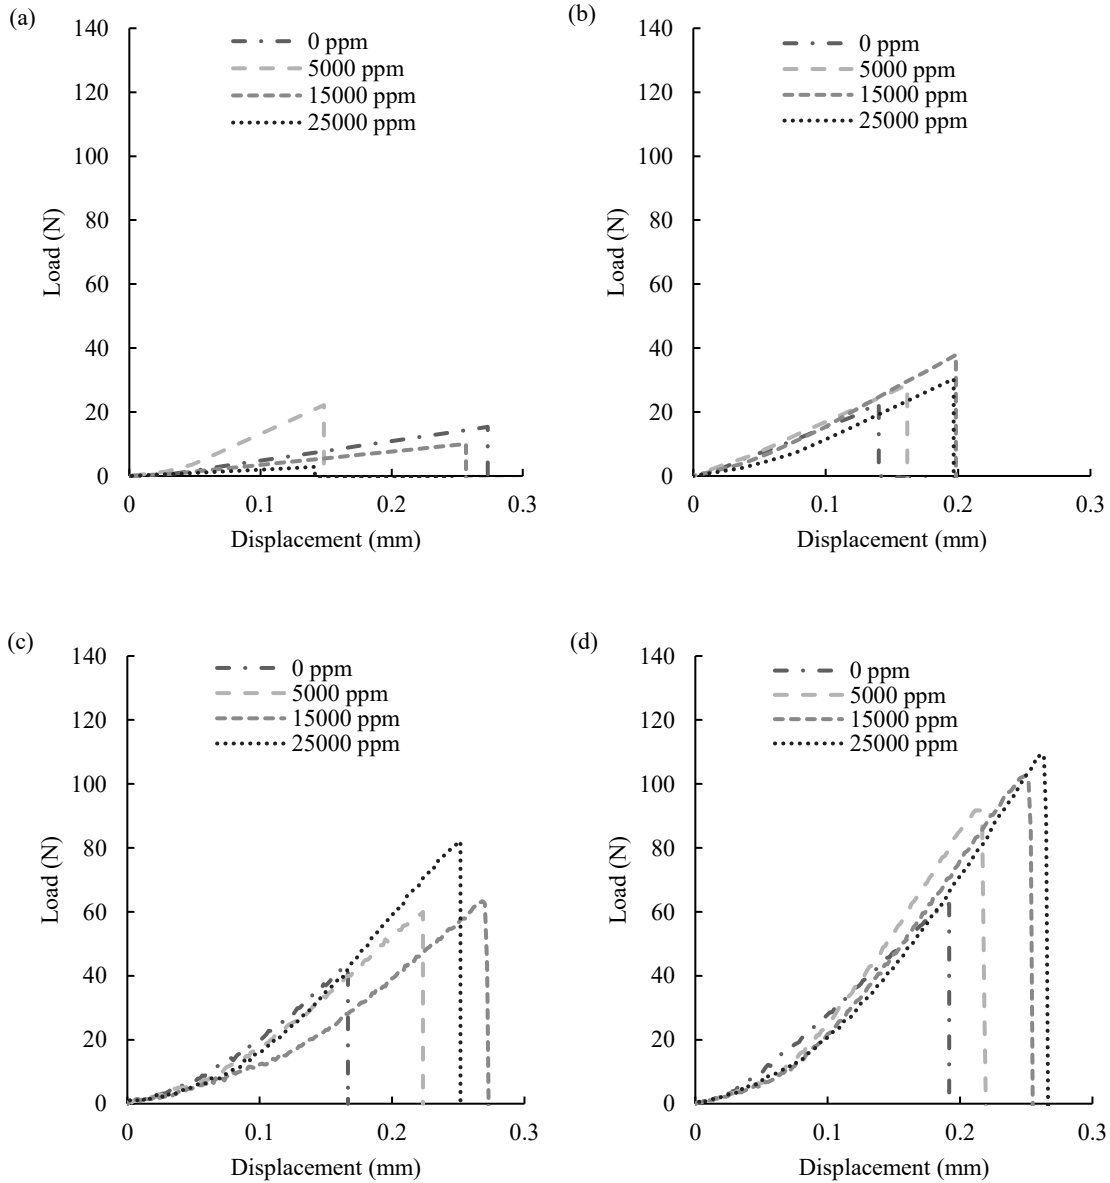 (a)
140
120
100
80
60
40
20
0
Load (N)
0 ppm
5000 ppm
15000 ppm
25000 ppm
0 0.1 0.2 0.3
Displacement (mm)
(b)
140
120
100
80
60
40
20
0
Load (N)
0 ppm
5000 ppm
15000 ppm
25000 ppm
0 0.1 0.2 0.3
Displacement (mm)
(c)
140
120
100
80
60
40
20
0
Load (N)
0 ppm
5000 ppm
15000 ppm
25000 ppm
0 0.1 0.2 0.3
Displacement (mm)
(d)
140
120
100
80
60
40
20
0
Load (N)
0 ppm
5000 ppm
15000 ppm
25000 ppm
0 0.1 0.2 0.3
Displacement (mm)